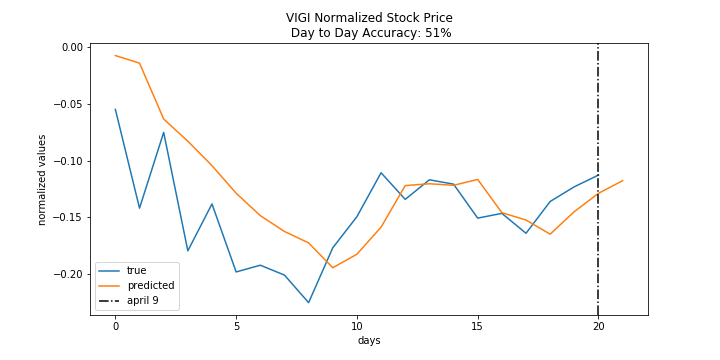 VIGI Normalized Stock Price
Day to Day Accuracy: 51%
normalized values
0.00
−0.05
−0.10
−0.15
−0.20
true
predicted
april 9
0 5 10 15 20
days